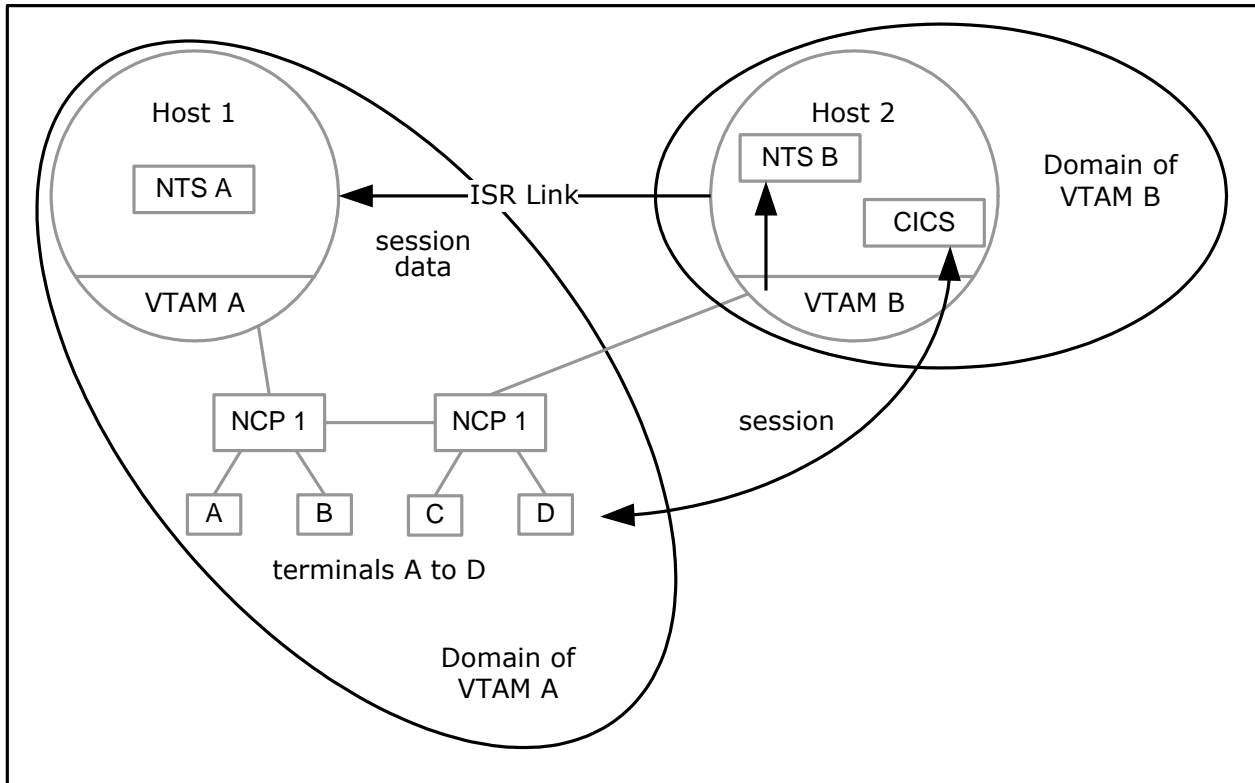 Host 1
NTS A
VTAM A
ISR Link
session
data
Host 2
NTS B
CICS
VTAM B
Domain of
VTAM B
NCP 1
NCP 1
session
A
B
C
D
terminals A to D
Domain of
VTAM A